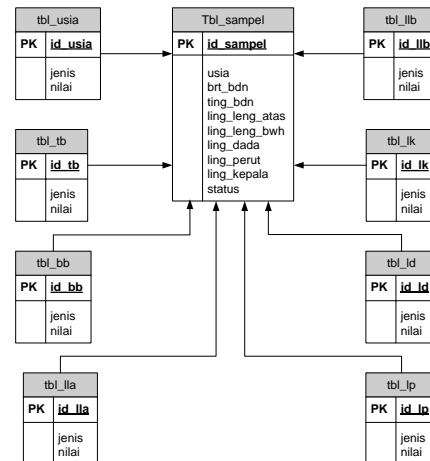 tbl_usia
PK id_usia
jenis
nilai
Tbl_sampel
PK id_sampel
usia
brt_bdn
ting_bdn
ling_leng_atas
ling_leng_bwh
ling_dada
ling_perut
ling_kepala
status
tbl_llb
PK id_llb
jenis
nilai
tbl_tb
PK id_tb
jenis
nilai
tbl_lk
PK id_lk
jenis
nilai
tbl_bb
PK id_bb
jenis
nilai
tbl_ld
PK id_ld
jenis
nilai
tbl_lla
PK id_lla
jenis
nilai
tbl_lp
PK id_lp
jenis
nilai